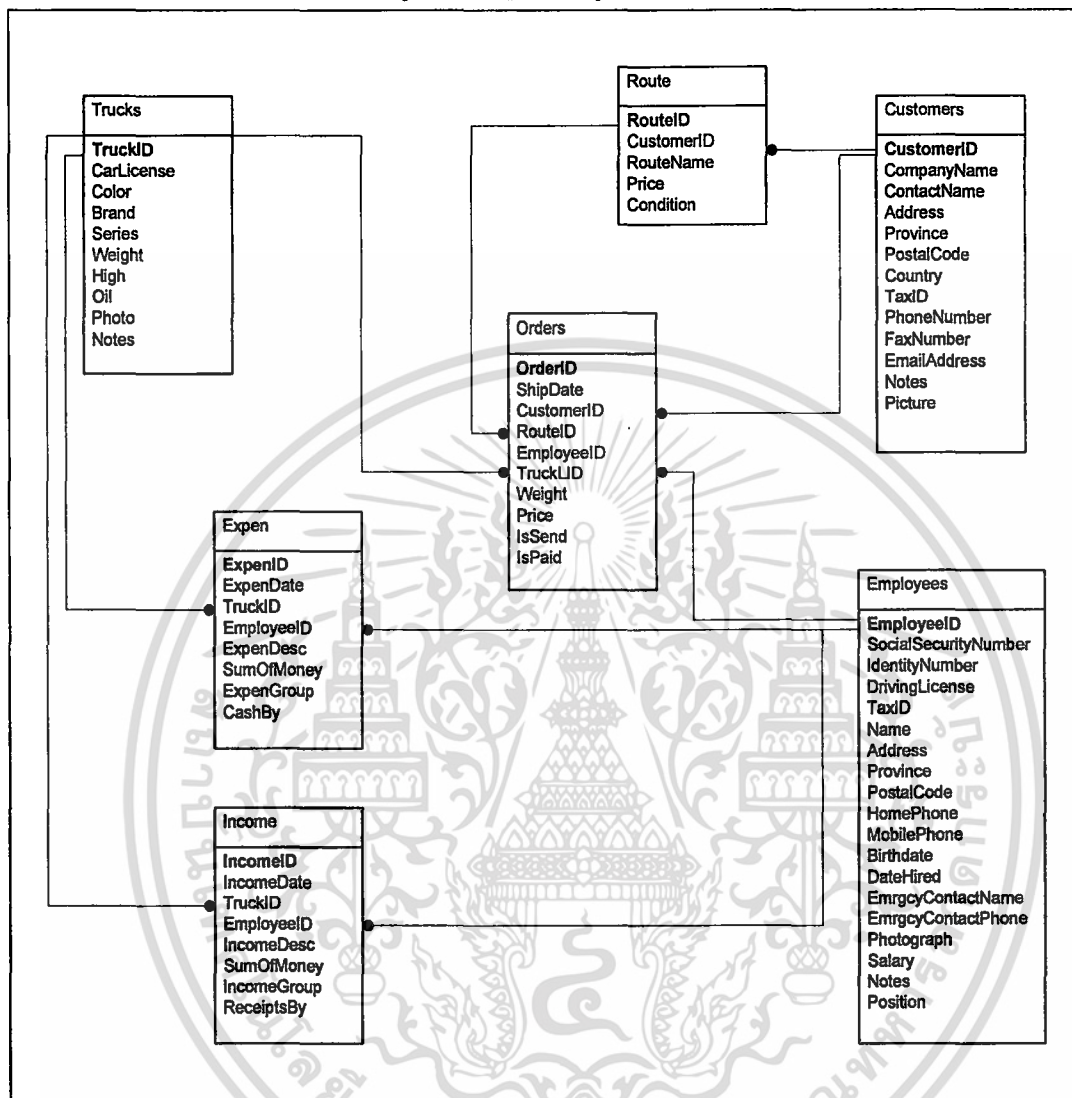 Trucks
TruckID
CarLicense
Color
Brand
Series
Weight
High
Oil
Photo
Notes
Route
RouteID
CustomerID
RouteName
Price
Condition
Customers
CustomerID
CompanyName
ContactName
Address
Province
PostalCode
Country
TaxID
PhoneNumber
FaxNumber
EmailAddress
Notes
Picture
Orders
OrderID
ShipDate
CustomerID
RouteID
EmployeeID
TruckLID
Weight
Price
IsSend
IsPaid
Expen
ExpenID
ExpenDate
TruckID
EmployeeID
ExpenDesc
SumOfMoney
ExpenGroup
CashBy
Employees
EmployeeID
SocialSecurityNumber
IdentityNumber
DrivingLicense
TaxID
Name
Address
Province
PostalCode
HomePhone
MobilePhone
Birthdate
DateHired
EmrgcyContactName
EmrgcyContactPhone
Photograph
Salary
Notes
Position
Income
IncomeID
IncomeDate
TruckID
EmployeeID
IncomeDesc
SumOfMoney
IncomeGroup
ReceiptsBy